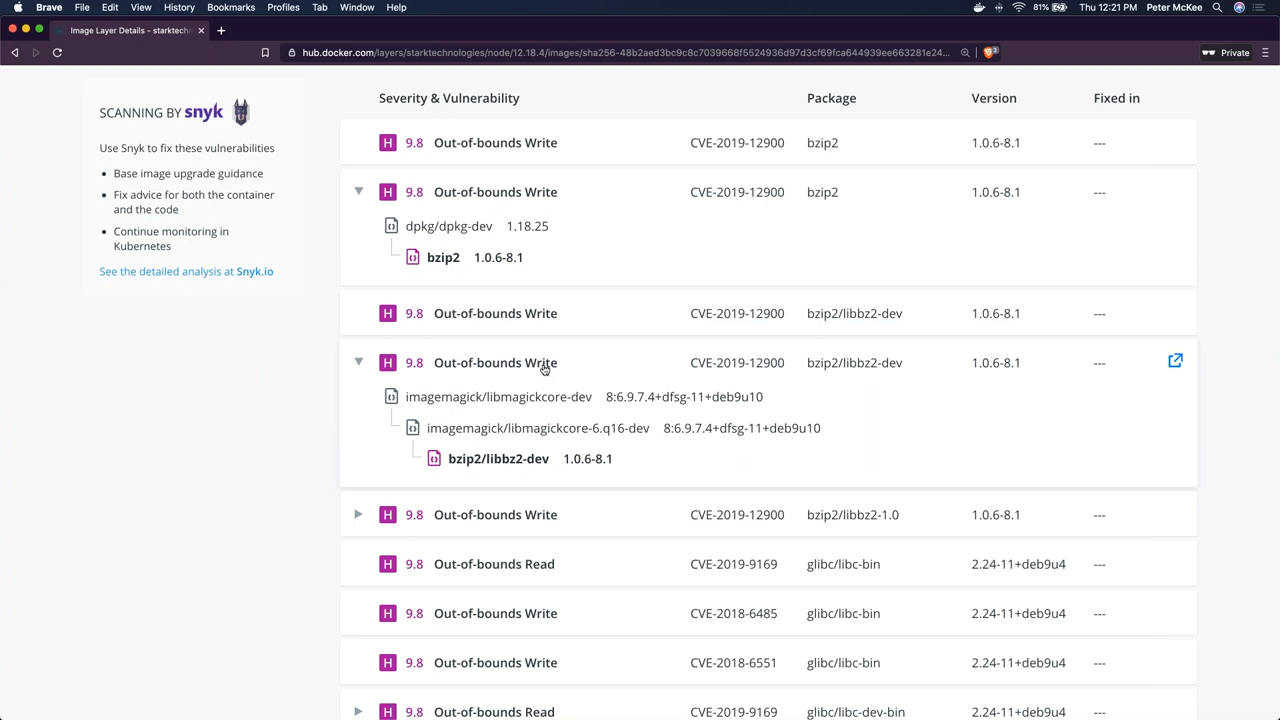 Brave File Edit View History Bookmarks Profiles Tab Window Help 81% Thu 12:21 PM Peter McKee
Image Layer Details - starktechn
hub.docker.com/layers/starktechnologies/node/12.18.4/images/sha256-48b2aed3bc9c8c7039668f5524936d97d3cf69fca644939ee663281e24... 3 Private
SCANNING BY snyk
Use Snyk to fix these vulnerabilities
• Base image upgrade guidance
• Fix advice for both the container
and the code
• Continue monitoring in
Kubernetes
See the detailed analysis at Snyk.io
Severity & Vulnerability Package Version Fixed in
H 9.8 Out-of-bounds Write CVE-2019-12900 bzip2 1.0.6-8.1 ---
H 9.8 Out-of-bounds Write CVE-2019-12900 bzip2 1.0.6-8.1 ---
dpkg/dpkg-dev 1.18.25
bzip2 1.0.6-8.1
H 9.8 Out-of-bounds Write CVE-2019-12900 bzip2/libbz2-dev 1.0.6-8.1 ---
H 9.8 Out-of-bounds Write CVE-2019-12900 bzip2/libbz2-dev 1.0.6-8.1 ---
imagemagick/libmagickcore-dev 8:6.9.7.4+dfsg-11+deb9u10
imagemagick/libmagickcore-6.q16-dev 8:6.9.7.4+dfsg-11+deb9u10
bzip2/libbz2-dev 1.0.6-8.1
H 9.8 Out-of-bounds Write CVE-2019-12900 bzip2/libbz2-1.0 1.0.6-8.1 ---
H 9.8 Out-of-bounds Read CVE-2019-9169 glibc/libc-bin 2.24-11+deb9u4 ---
H 9.8 Out-of-bounds Write CVE-2018-6485 glibc/libc-bin 2.24-11+deb9u4 ---
H 9.8 Out-of-bounds Write CVE-2018-6551 glibc/libc-bin 2.24-11+deb9u4 ---
H 9.8 Out-of-bounds Read CVE-2019-9169 glibc/libc-dev-bin 2.24-11+deb9u4 ---